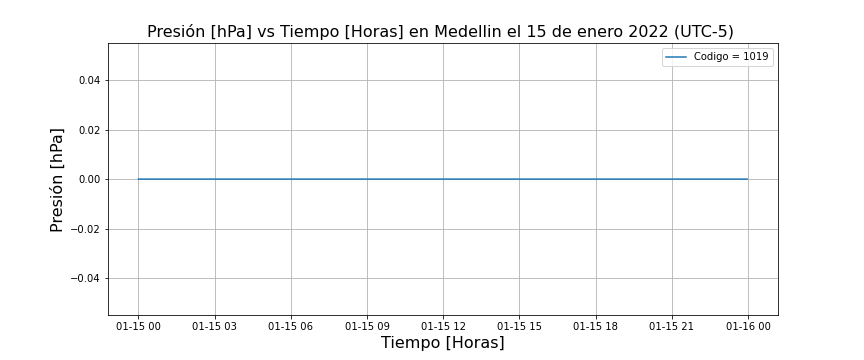 Presión [hPa] vs Tiempo [Horas] en Medellin el 15 de enero 2022 (UTC-5)
Codigo = 1019
0.04
0.02
0.00
−0.02
−0.04
Presión [hPa]
01-15 00 01-15 03 01-15 06 01-15 09 01-15 12 01-15 15 01-15 18 01-15 21 01-16 00
Tiempo [Horas]